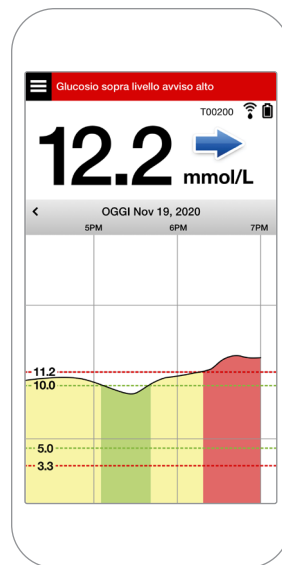 Glucosio sopra livello avviso alto
T00200
12.2 mmol/L
OGGI Nov 19, 2020
5PM 6PM 7PM
11.2
10.0
5.0
3.3